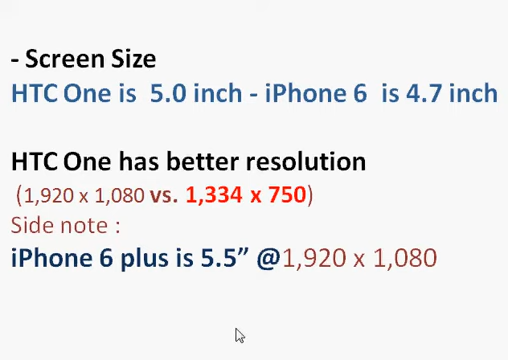 - Screen Size
HTC One is 5.0 inch - iPhone 6 is 4.7 inch
HTC One has better resolution
(1,920 x 1,080 vs. 1,334 x 750)
Side note :
iPhone 6 plus is 5.5” @1,920 x 1,080